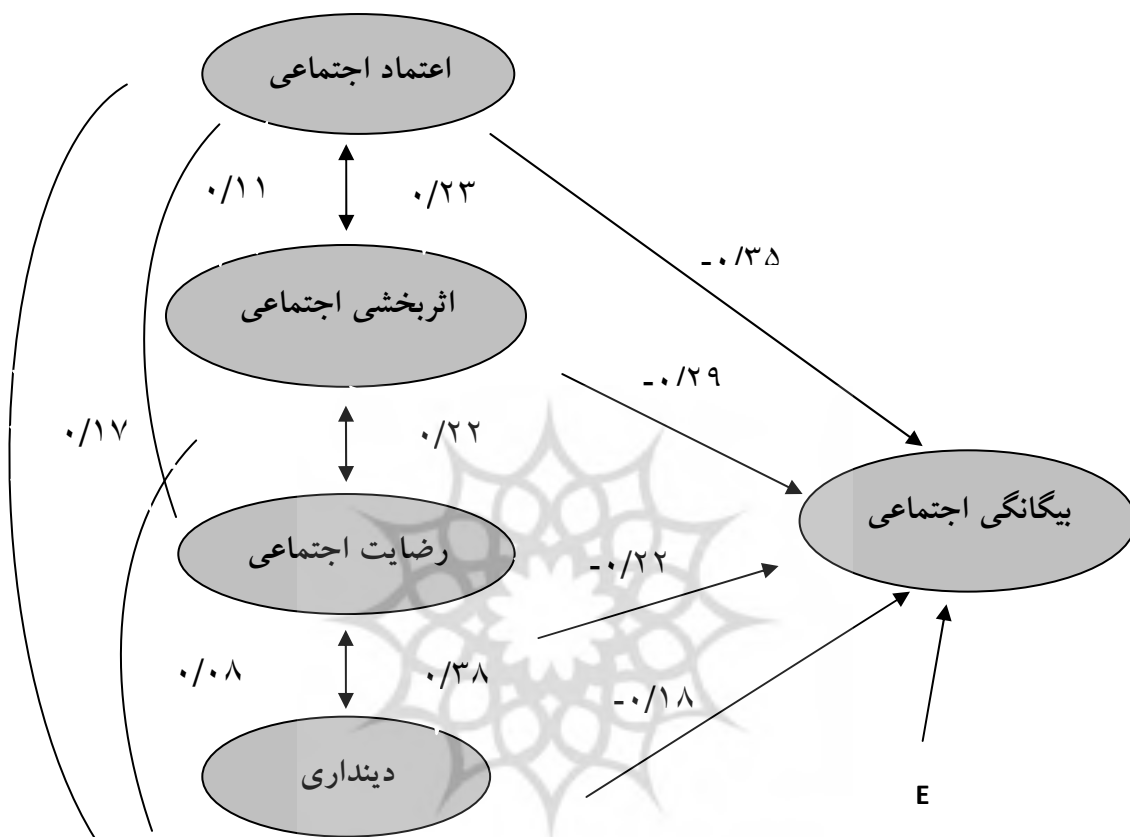 اعتماد اجتماعی
۰/۱۱
۰/۲۳
-۰/۳۵
اثربخشی اجتماعی
-۰/۲۹
۰/۱۷
۰/۲۲
بیگانگی اجتماعی
رضایت اجتماعی
-۰/۲۲
۰/۰۸
۰/۳۸
-۰/۱۸
دینداری
E